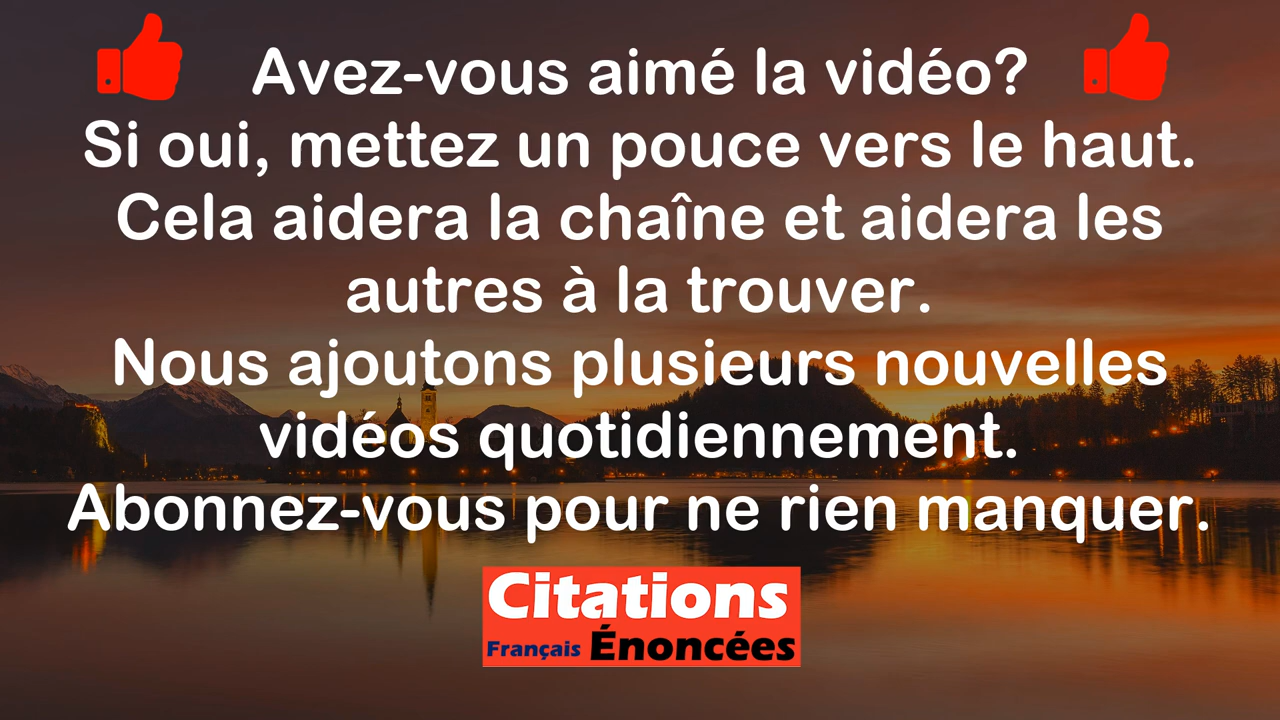 Avez-vous aimé la vidéo?
Si oui, mettez un pouce vers le haut.
Cela aidera la chaîne et aidera les
autres à la trouver.
Nous ajoutons plusieurs nouvelles
vidéos quotidiennement.
Abonnez-vous pour ne rien manquer.
Citations
Français Énoncées